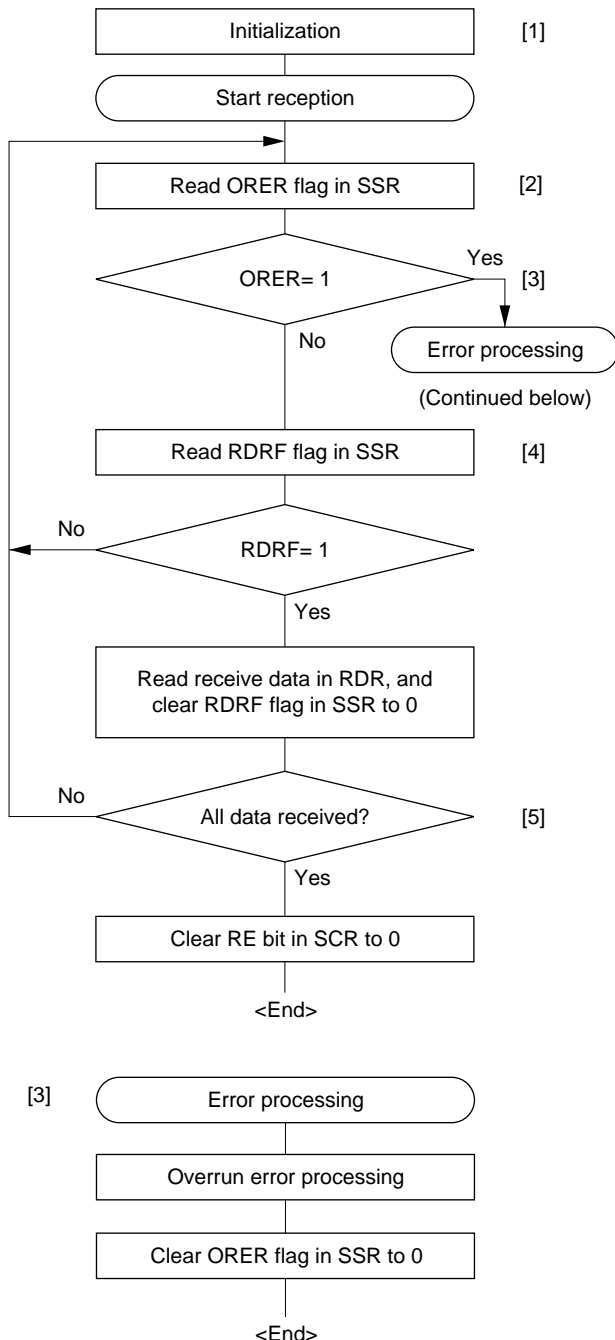 Initialization
[1]
Start reception
Read ORER flag in SSR
[2]
Yes
ORER= 1
[3]
No
Error processing
(Continued below)
Read RDRF flag in SSR
[4]
No
RDRF= 1
Yes
Read receive data in RDR, and
clear RDRF flag in SSR to 0
No
All data received?
[5]
Yes
Clear RE bit in SCR to 0
<End>
[3]
Error processing
Overrun error processing
Clear ORER flag in SSR to 0
<End>